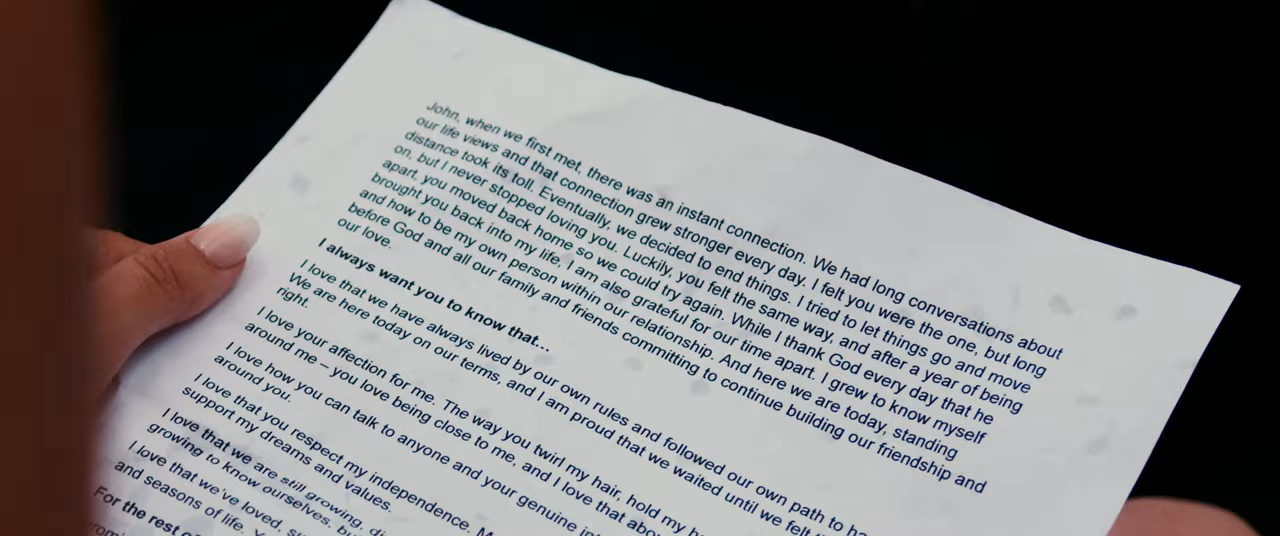 John, when we first met, there was an instant connection. We had long conversations about
our life views and that connection grew stronger every day. I felt you were the one, but long
distance took its toll. Eventually, we decided to end things. I tried to let things go and move
on, but I never stopped loving you. Luckily, you felt the same way, and after a year of being
apart, you moved back home so we could try again. While I thank God every day that he
brought you back into my life, I am also grateful for our time apart. I grew to know myself
and how to be my own person within our relationship. And here we are today, standing
before God and all our family and friends committing to continue building our friendship and
our love.
I always want you to know that...
I love that we have always lived by our own rules and followed our own path to
We are here today on our terms, and I am proud that we waited until we felt
right.
I love your affection for me. The way you twirl my hair, hold my
around me – you love being close to me, and I love that
I love how you can talk to anyone and your genuine
around you.
I love that you respect my independence.
support my dreams and values.
I love that we are still growing,
growing to know ourselves,
I love that we've loved,
and seasons of life.
For the rest